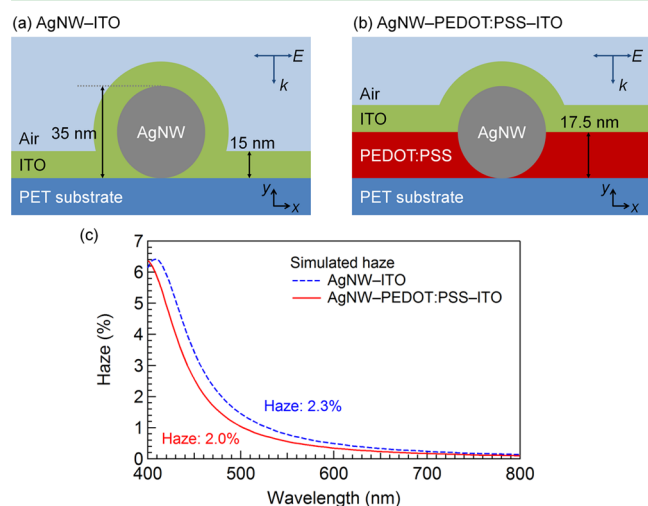 (a) AgNW–ITO
(b) AgNW–PEDOT:PSS–ITO
E
k
Air
35 nm
AgNW
15 nm
ITO
PET substrate
y
x
E
k
Air
ITO
AgNW
17.5 nm
PEDOT:PSS
PET substrate
y
x
(c)
7
6
5
4
3
2
1
0
Haze (%)
Simulated haze
AgNW–ITO
AgNW–PEDOT:PSS–ITO
Haze: 2.3%
Haze: 2.0%
400 500 600 700 800
Wavelength (nm)